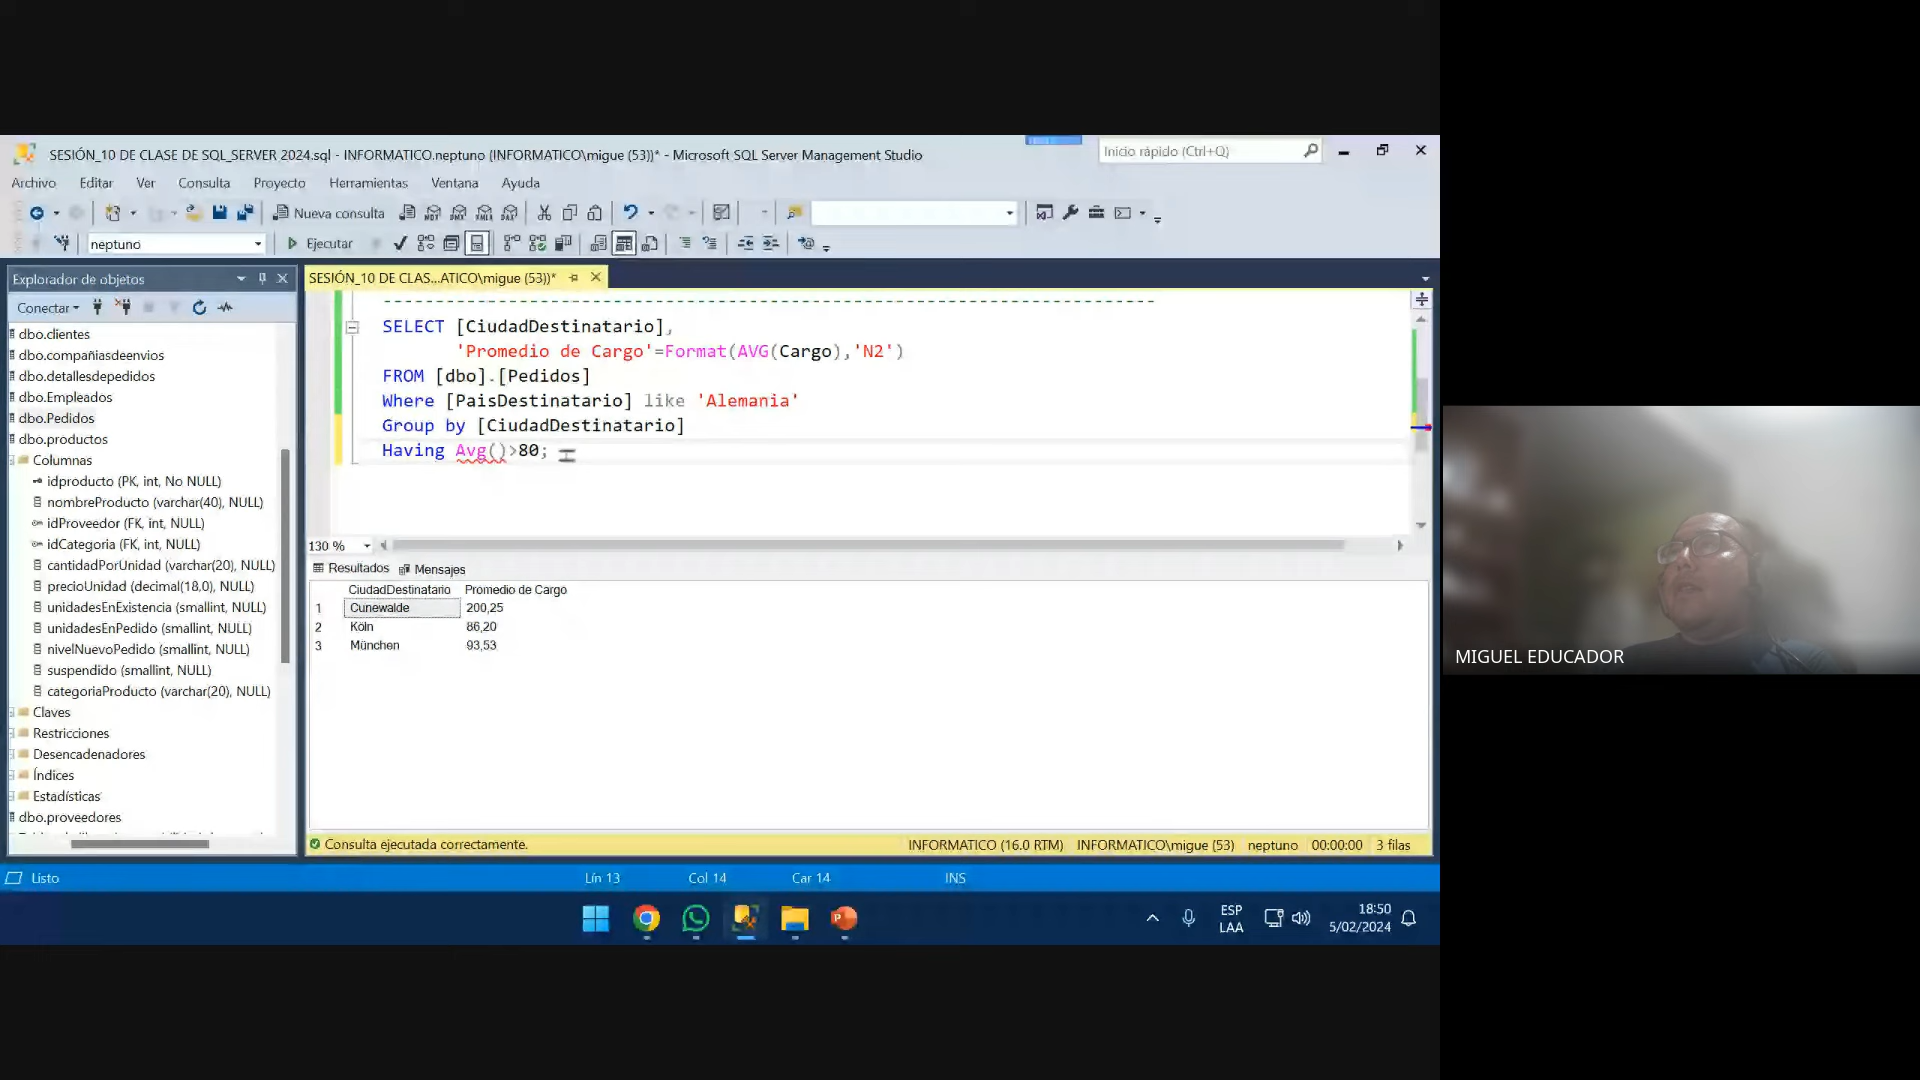 SESIÓN_10 DE CLASE DE SQL_SERVER 2024.sql - INFORMATICO.neptuno (INFORMATICO\migue (53))* - Microsoft SQL Server Management Studio
Inicio rápido (Ctrl+Q)
Archivo Editar Ver Consulta Proyecto Herramientas Ventana Ayuda
Nueva consulta
neptuno
Ejecutar
Explorador de objetos
Conectar
dbo.clientes
dbo.compañiasdeenvios
dbo.detallesdepedidos
dbo.Empleados
dbo.Pedidos
dbo.productos
Columnas
idproducto (PK, int, No NULL)
nombreProducto (varchar(40), NULL)
idProveedor (FK, int, NULL)
idCategoria (FK, int, NULL)
cantidadPorUnidad (varchar(20), NULL)
precioUnidad (decimal(18,0), NULL)
unidadesEnExistencia (smallint, NULL)
unidadesEnPedido (smallint, NULL)
nivelNuevoPedido (smallint, NULL)
suspendido (smallint, NULL)
categoriaProducto (varchar(20), NULL)
Claves
Restricciones
Desencadenadores
Índices
Estadísticas
dbo.proveedores
SESIÓN_10 DE CLAS...ATICO\migue (53))*
--------------------------------------------------------------------------
SELECT [CiudadDestinatario],
'Promedio de Cargo'=Format(AVG(Cargo),'N2')
FROM [dbo].[Pedidos]
Where [PaisDestinatario] like 'Alemania'
Group by [CiudadDestinatario]
Having Avg()>80;
130 %
Resultados Mensajes
CiudadDestinatario Promedio de Cargo
1 Cunewalde 200,25
2 Köln 86,20
3 München 93,53
Consulta ejecutada correctamente.
INFORMATICO (16.0 RTM) INFORMATICO\migue (53) neptuno 00:00:00 3 filas
Listo
Lín 13 Col 14 Car 14 INS
ESP
LAA
18:50
5/02/2024
MIGUEL EDUCADOR